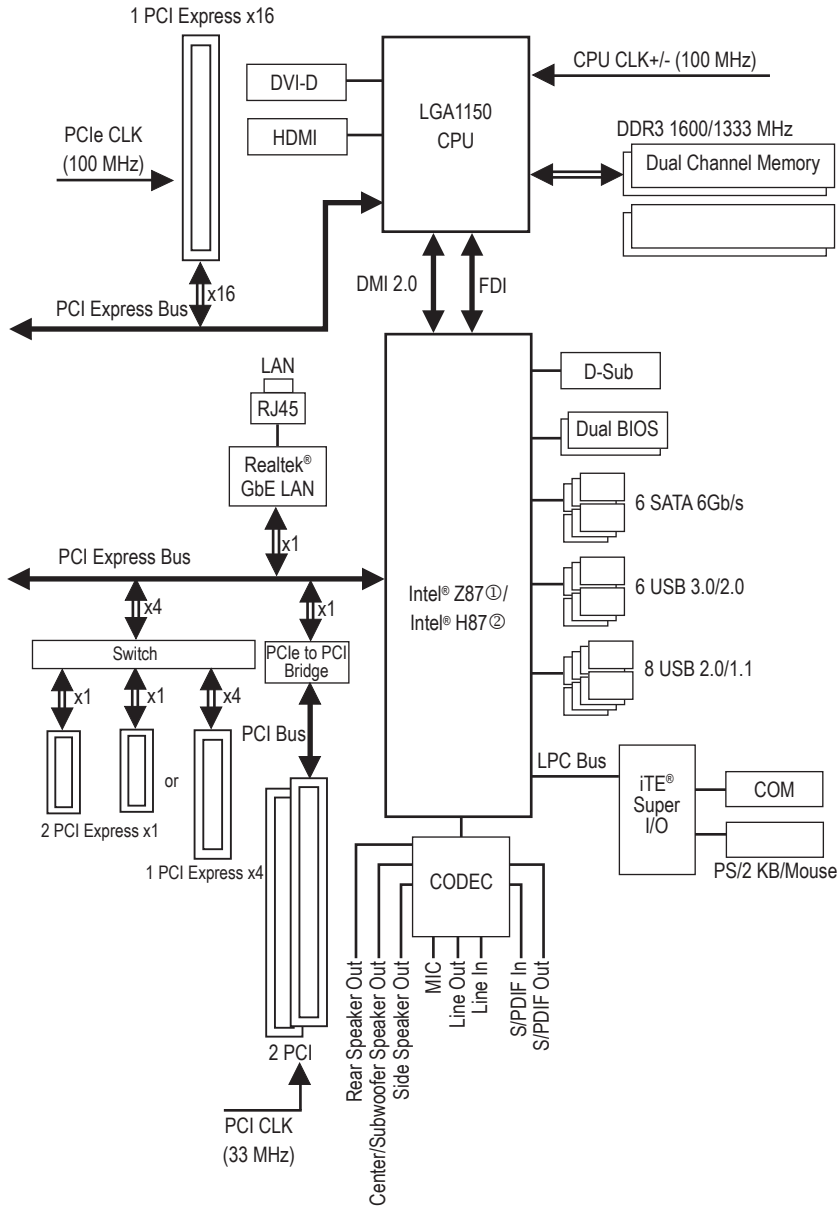 1 PCI Express x16
PCIe CLK
(100 MHz)
DVI-D
HDMI
LGA1150
CPU
CPU CLK+/- (100 MHz)
DDR3 1600/1333 MHz
Dual Channel Memory
x16
PCI Express Bus
DMI 2.0
FDI
LAN
RJ45
Realtek®
GbE LAN
x1
PCI Express Bus
x4
x1
Switch
PCIe to PCI
Bridge
x1
x1
x4
PCI Bus
or
2 PCI Express x1
1 PCI Express x4
2 PCI
PCI CLK
(33 MHz)
Intel® Z87①/
Intel® H87②
D-Sub
Dual BIOS
6 SATA 6Gb/s
6 USB 3.0/2.0
8 USB 2.0/1.1
LPC Bus
iTE®
Super
I/O
COM
PS/2 KB/Mouse
CODEC
Rear Speaker Out
Center/Subwoofer Speaker Out
Side Speaker Out
MIC
Line Out
Line In
S/PDIF In
S/PDIF Out